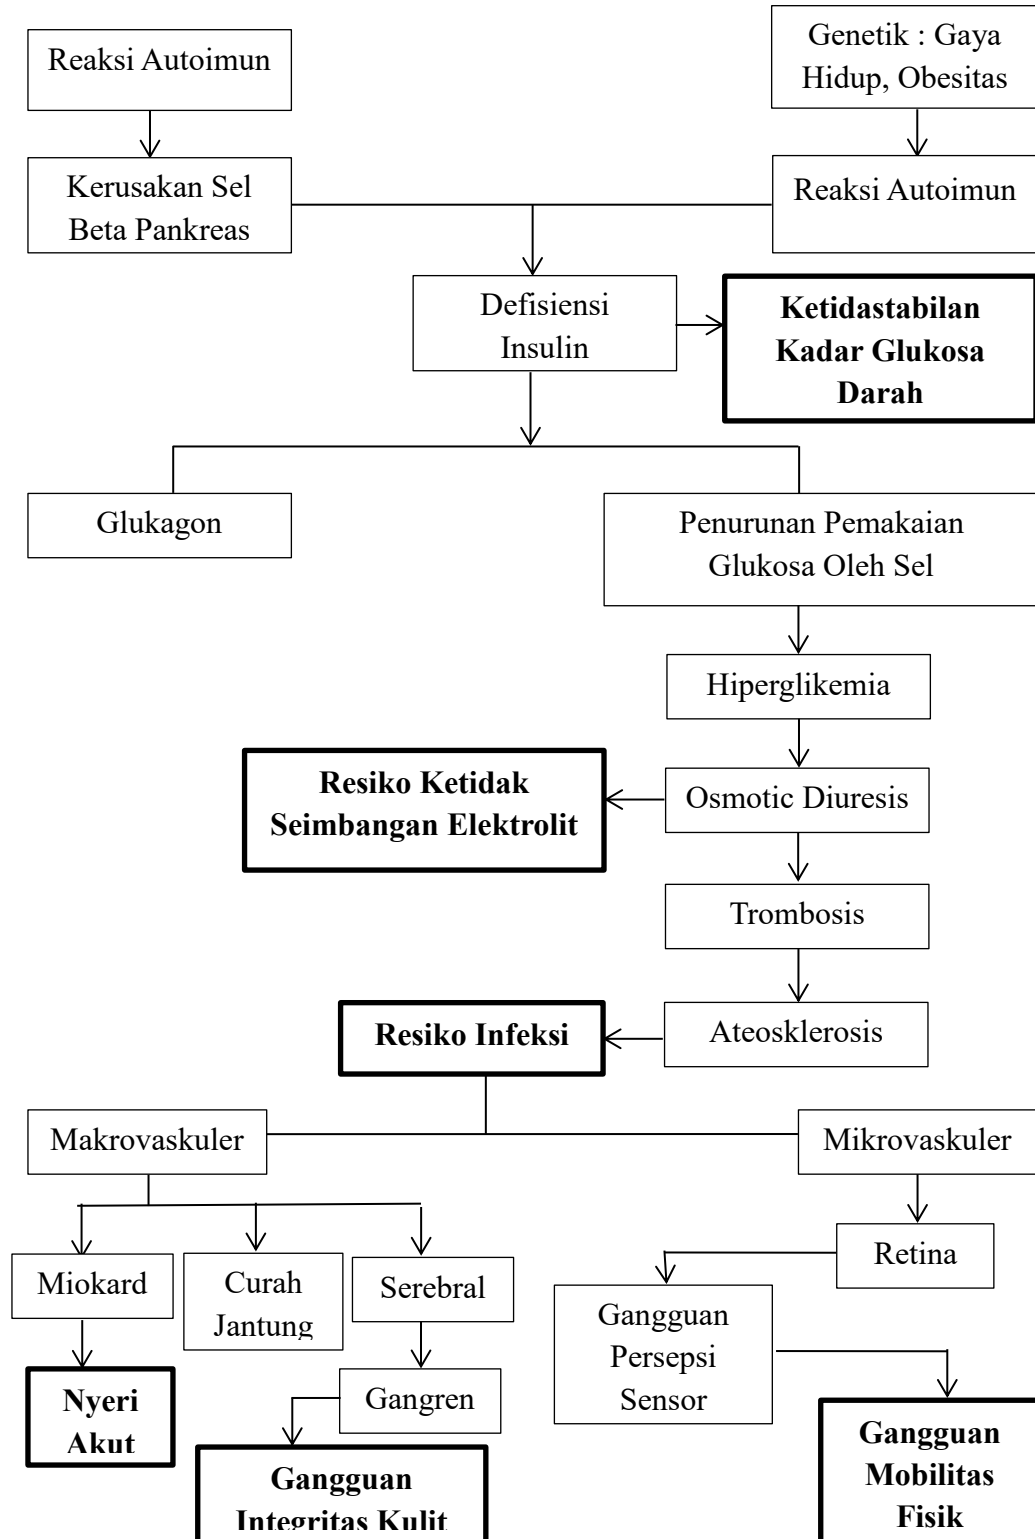 Reaksi Autoimun
Genetik : Gaya
Hidup, Obesitas
Kerusakan Sel
Beta Pankreas
Reaksi Autoimun
Defisiensi
Insulin
Ketidastabilan
Kadar Glukosa
Darah
Glukagon
Penurunan Pemakaian
Glukosa Oleh Sel
Hiperglikemia
Resiko Ketidak
Seimbangan Elektrolit
Osmotic Diuresis
Trombosis
Resiko Infeksi
Ateosklerosis
Makrovaskuler
Mikrovaskuler
Miokard
Curah
Jantung
Serebral
Retina
Gangguan
Persepsi
Sensor
Nyeri
Akut
Gangren
Gangguan
Integritas Kulit
Gangguan
Mobilitas
Fisik